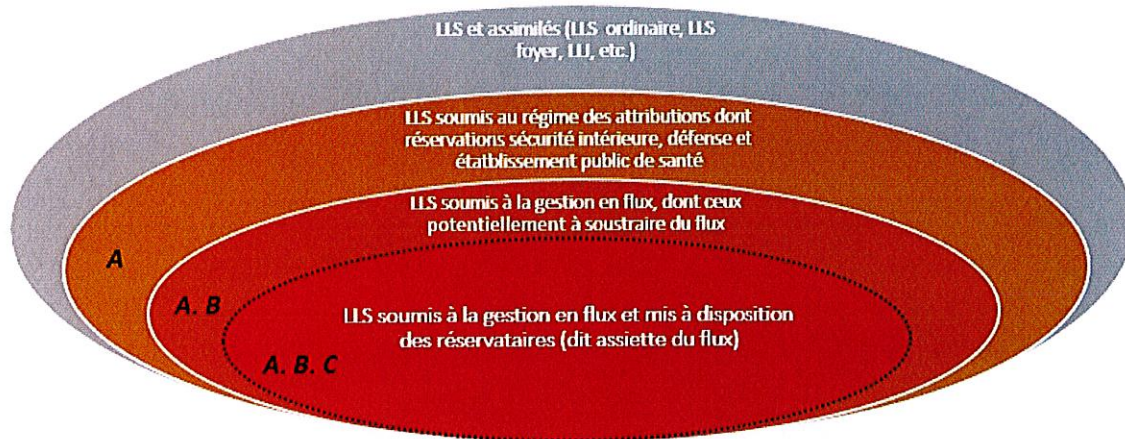 LLS et assimilés (LLS ordinaire, LLS
foyer, LLI, etc.)
LLS soumis au régime des attributions dont
réservations sécurité intérieure, défense et
étatblissement public de santé
LLS soumis à la gestion en flux, dont ceux
potentiellement à soustraire du flux
A
A. B
LLS soumis à la gestion en flux et mis à disposition
des réservataires (dit assiette du flux)
A. B. C